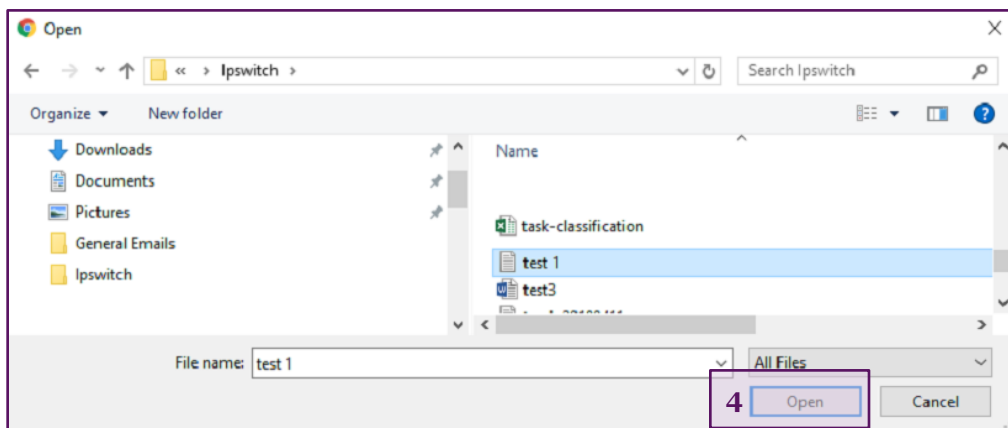 Open
« > Ipswitch >
Search Ipswitch
Organize
New folder
Downloads
Documents
Pictures
General Emails
Ipswitch
Name
task-classification
test 1
test3
File name: test 1
All Files
4 Open
Cancel